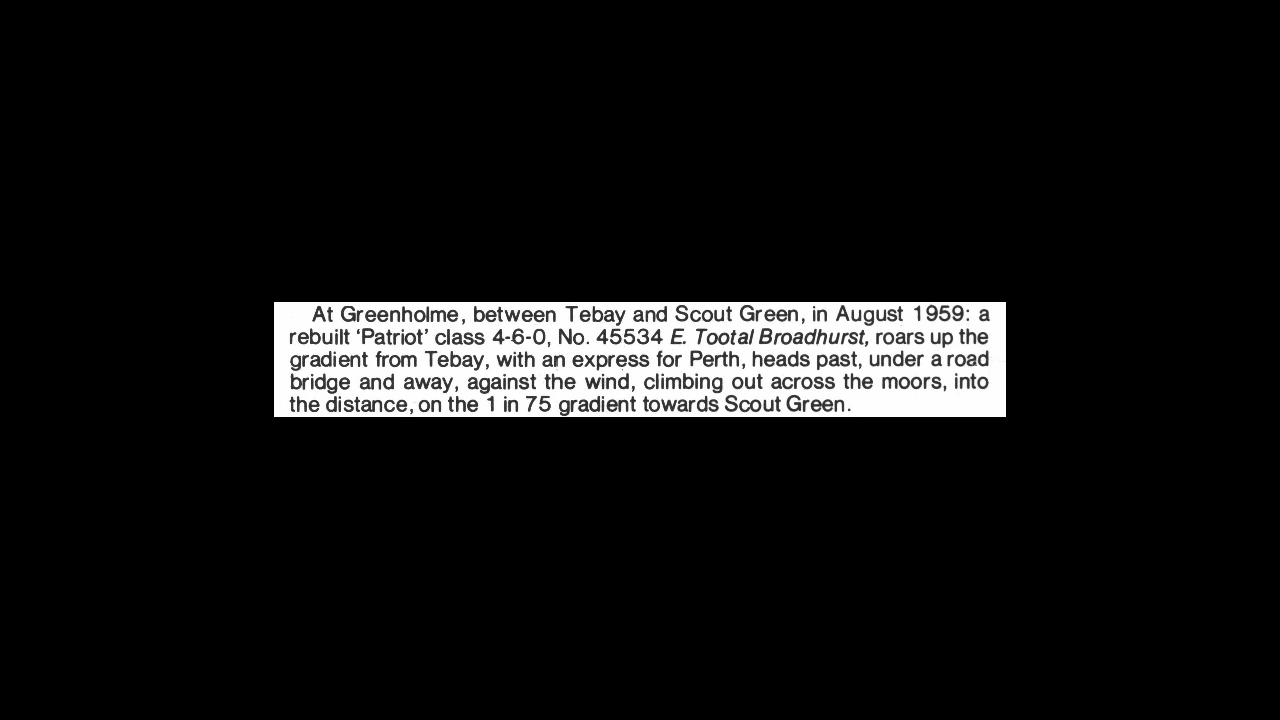 At Greenholme, between Tebay and Scout Green, in August 1959: a
rebuilt ‘Patriot’ class 4-6-0, No. 45534 E. Tootal Broadhurst, roars up the
gradient from Tebay, with an express for Perth, heads past, under a road
bridge and away, against the wind, climbing out across the moors, into
the distance, on the 1 in 75 gradient towards Scout Green.